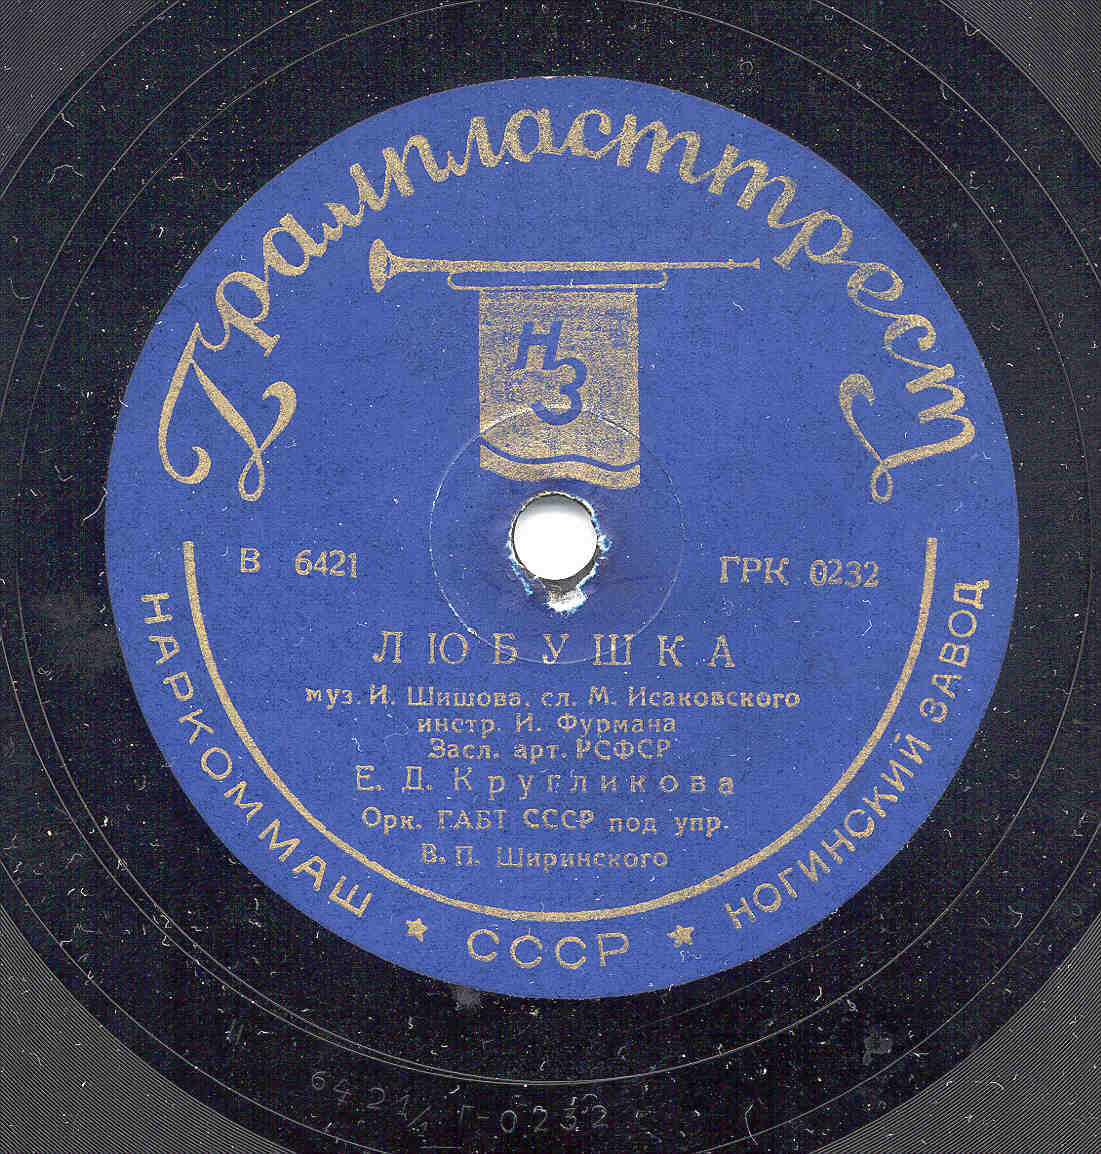 Грампласттрест
НЗ
В 6421
ГРК 0232
ЛЮБУШКА
муз. И. Шишова, сл. М. Исаковского
инстр. И. Фурмана
Засл. арт. РСФСР
Е. Д. Кругликова
Орк. ГАБТ СССР под упр.
В. П. Ширинского
НАРКОММАШ ★ СССР ★ НОГИНСКИЙ ЗАВОД
6421/ Г-0232